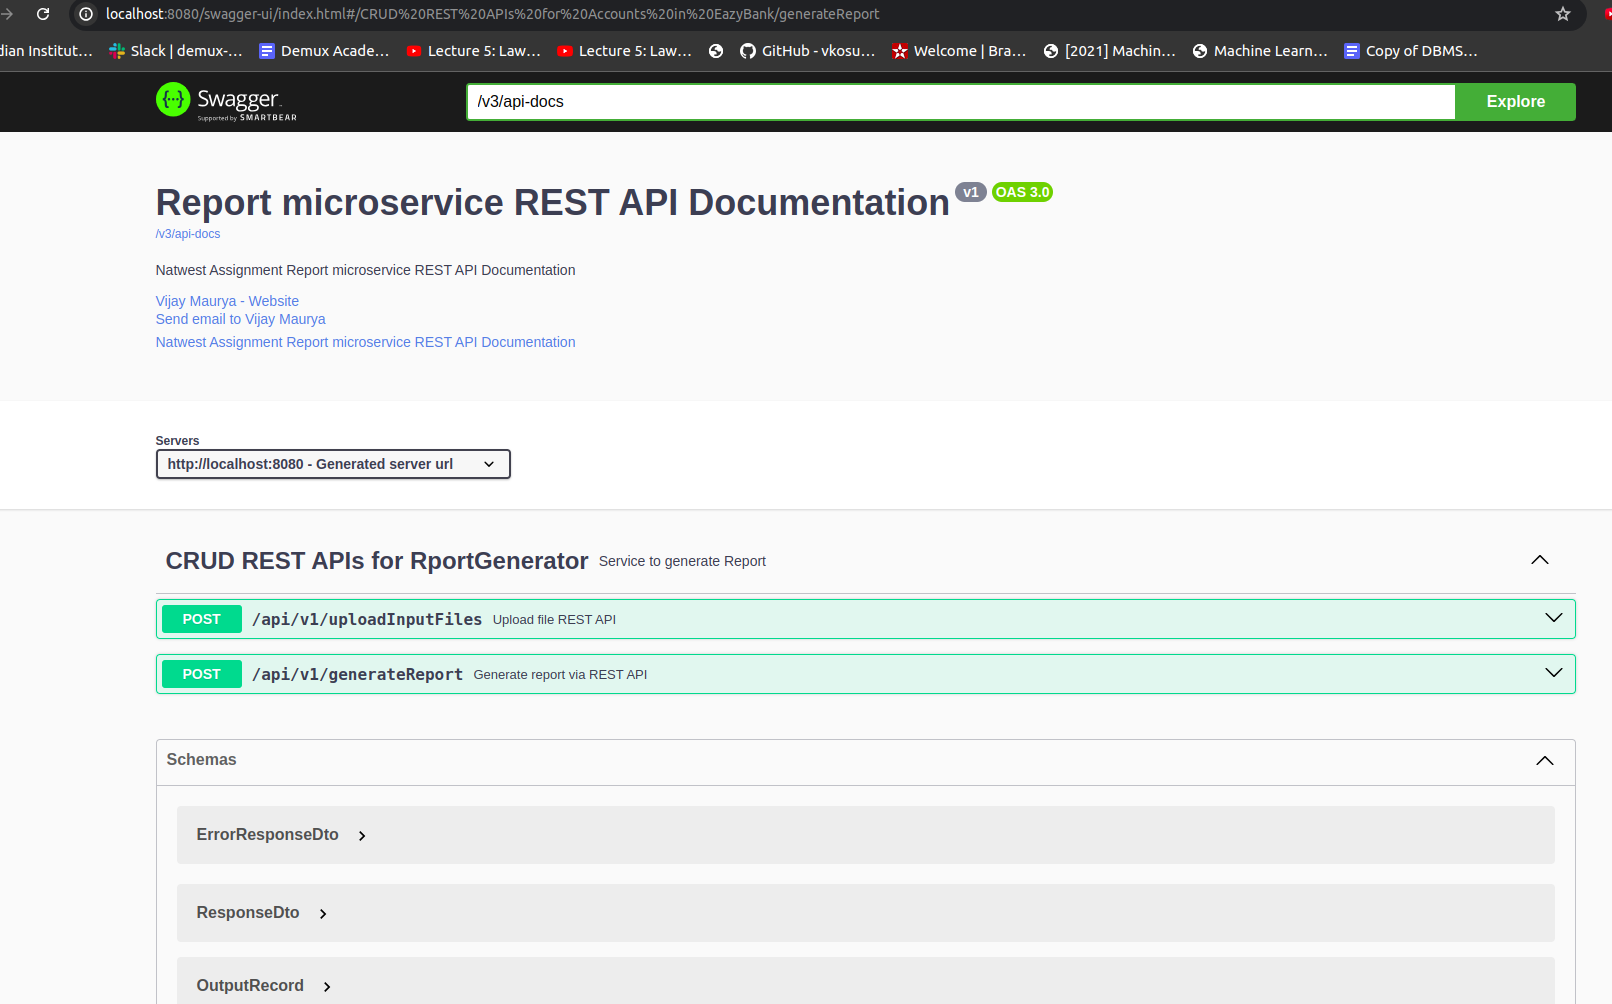 localhost:8080/swagger-ui/index.html#/CRUD%20REST%20APIs%20for%20Accounts%20in%20EazyBank/generateReport
dian Institut… Slack | demux-… Demux Acade… Lecture 5: Law… Lecture 5: Law… GitHub - vkosu… Welcome | Bra… [2021] Machin… Machine Learn… Copy of DBMS…
{···} Swagger. /v3/api-docs Explore
Supported by SMARTBEAR
Report microservice REST API Documentation v1 OAS 3.0
/v3/api-docs
Natwest Assignment Report microservice REST API Documentation
Vijay Maurya - Website
Send email to Vijay Maurya
Natwest Assignment Report microservice REST API Documentation
Servers
http://localhost:8080 - Generated server url
CRUD REST APIs for RportGenerator Service to generate Report
POST /api/v1/uploadInputFiles Upload file REST API
POST /api/v1/generateReport Generate report via REST API
Schemas
ErrorResponseDto
ResponseDto
OutputRecord